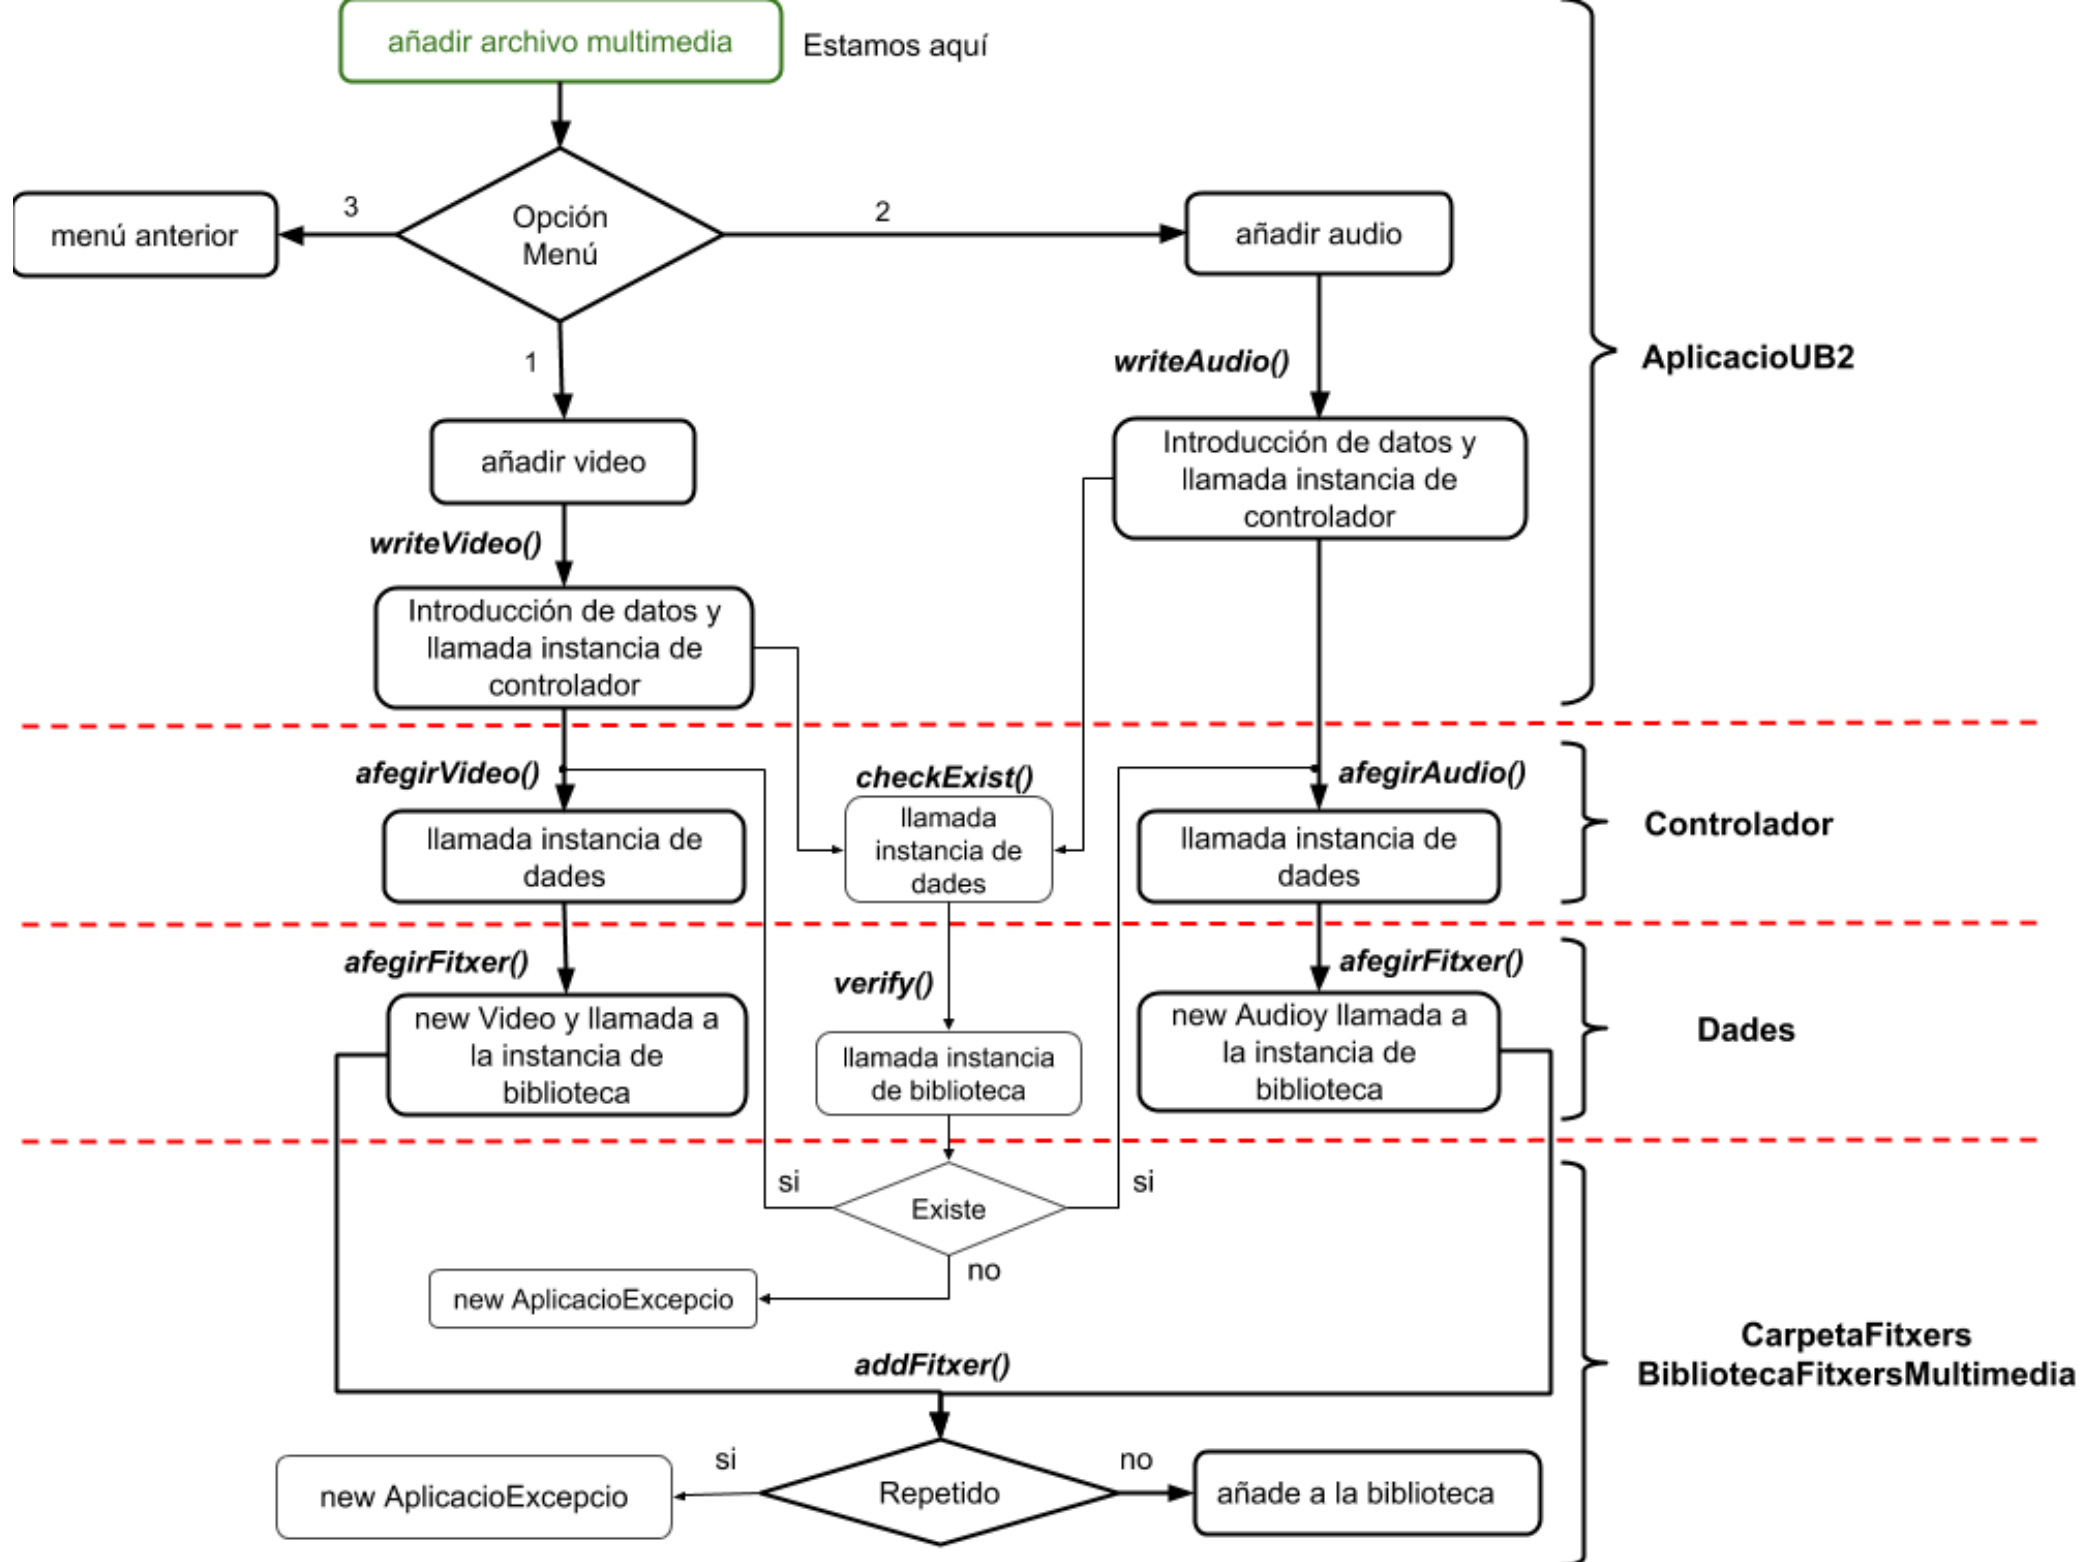 añadir archivo multimedia
Estamos aquí
menú anterior
3
Opción
Menú
2
añadir audio
1
writeAudio()
AplicacioUB2
añadir video
Introducción de datos y
llamada instancia de
controlador
writeVideo()
Introducción de datos y
llamada instancia de
controlador
afegirVideo()
checkExist()
afegirAudio()
llamada instancia de
dades
llamada
instancia de
dades
llamada instancia de
dades
Controlador
afegirFitxer()
verify()
afegirFitxer()
new Video y llamada a
la instancia de
biblioteca
llamada instancia
de biblioteca
new Audioy llamada a
la instancia de
biblioteca
Dades
si
Existe
si
no
new AplicacioExcepcio
addFitxer()
CarpetaFitxers
BibliotecaFitxersMultimedia
new AplicacioExcepcio
si
Repetido
no
añade a la biblioteca